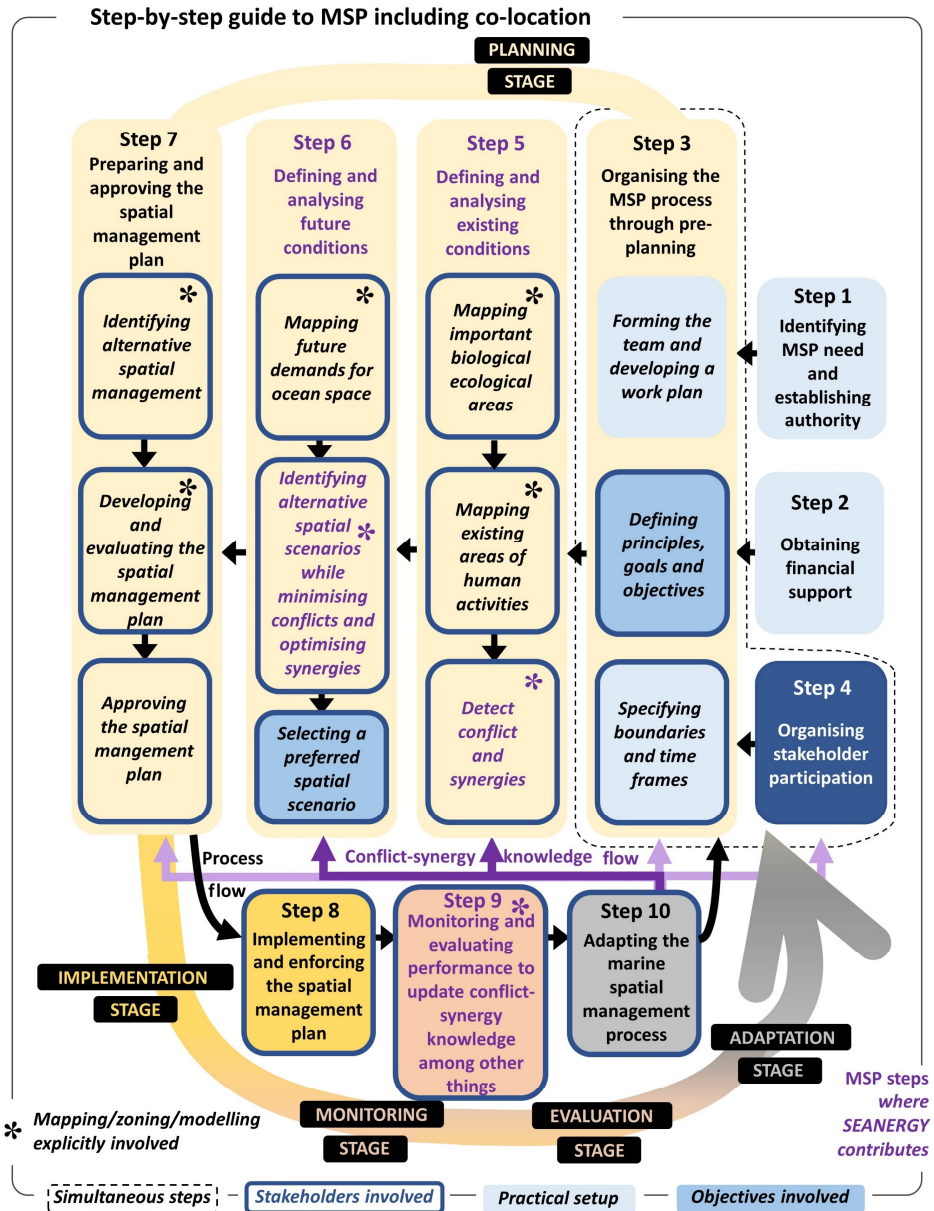 Step-by-step guide to MSP including co-location
PLANNING
STAGE
Step 7
Preparing and
approving the
spatial
management
plan
Identifying
alternative
spatial
management
Developing
and
evaluating the
spatial
management
plan
Approving
the spatial
mangement
plan
Step 6
Defining and
analysing
future
conditions
Mapping
future
demands for
ocean space
Identifying
alternative
spatial
scenarios
while
minimising
conflicts and
optimising
synergies
Selecting a
preferred
spatial
scenario
Step 5
Defining and
analysing
existing
conditions
Mapping
important
biological
ecological
areas
Mapping
existing
areas of
human
activities
Detect
conflict
and
synergies
Step 3
Organising the
MSP process
through pre-
planning
Forming the
team and
developing a
work plan
Defining
principles,
goals and
objectives
Specifying
boundaries
and time
frames
Step 1
Identifying
MSP need
and
establishing
authority
Step 2
Obtaining
financial
support
Step 4
Organising
stakeholder
participation
Process
flow
Conflict-synergy knowledge flow
Step 8
Implementing
and enforcing
the spatial
management
plan
Step 9
Monitoring and
evaluating
performance to
update conflict-
synergy
knowledge
among other
things
Step 10
Adapting the
marine
spatial
management
process
IMPLEMENTATION
STAGE
MONITORING
STAGE
EVALUATION
STAGE
ADAPTATION
STAGE
MSP steps
where
SEANERGY
contributes
* Mapping/zoning/modelling
explicitly involved
Simultaneous steps
Stakeholders involved
Practical setup
Objectives involved